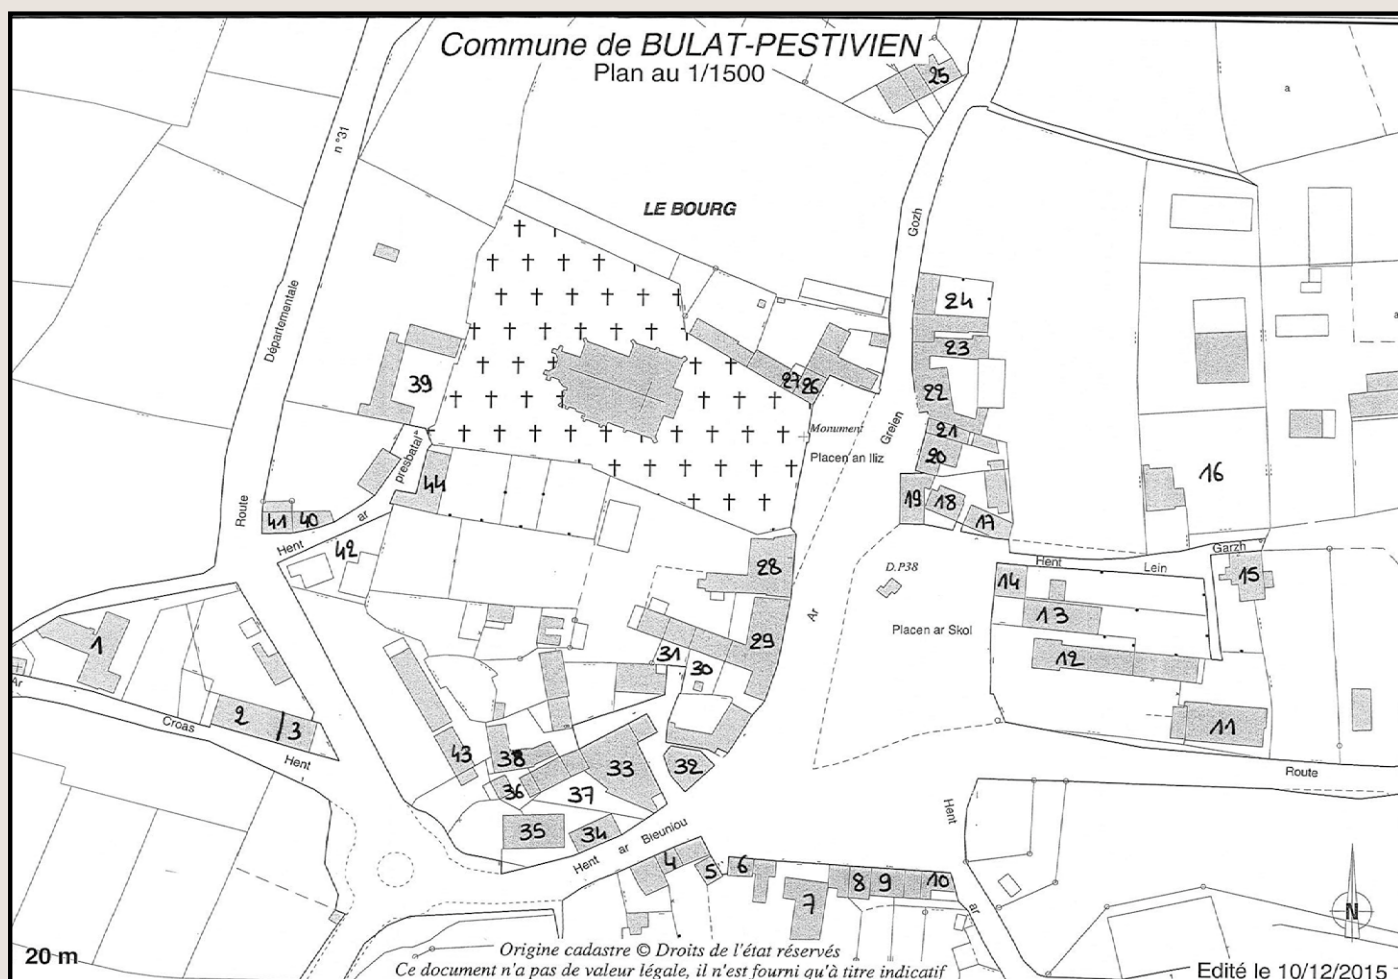 Commune de BULAT-PESTIVIEN
Plan au 1/1500
25
a
n°31
LE BOURG
Gozh
24
Départementale
23
39
27
26
22
Monument
Greien
21
Placen an Iliz
20
presbatal
44
16
19
18
17
Route
41
40
ar
Hent
42
28
D.P38
Hent
Lein
Garzh
14
15
13
Ar
Placen ar Skol
1
29
31
30
12
Ar
2
3
Croas
11
Hent
43
38
33
32
Route
36
37
35
34
Hent ar Bleuniou
Hent
4
5
6
7
8
9
10
ar
N
20 m
Origine cadastre © Droits de l'état réservés
Ce document n'a pas de valeur légale, il n'est fourni qu'à titre indicatif
Edité le 10/12/2015